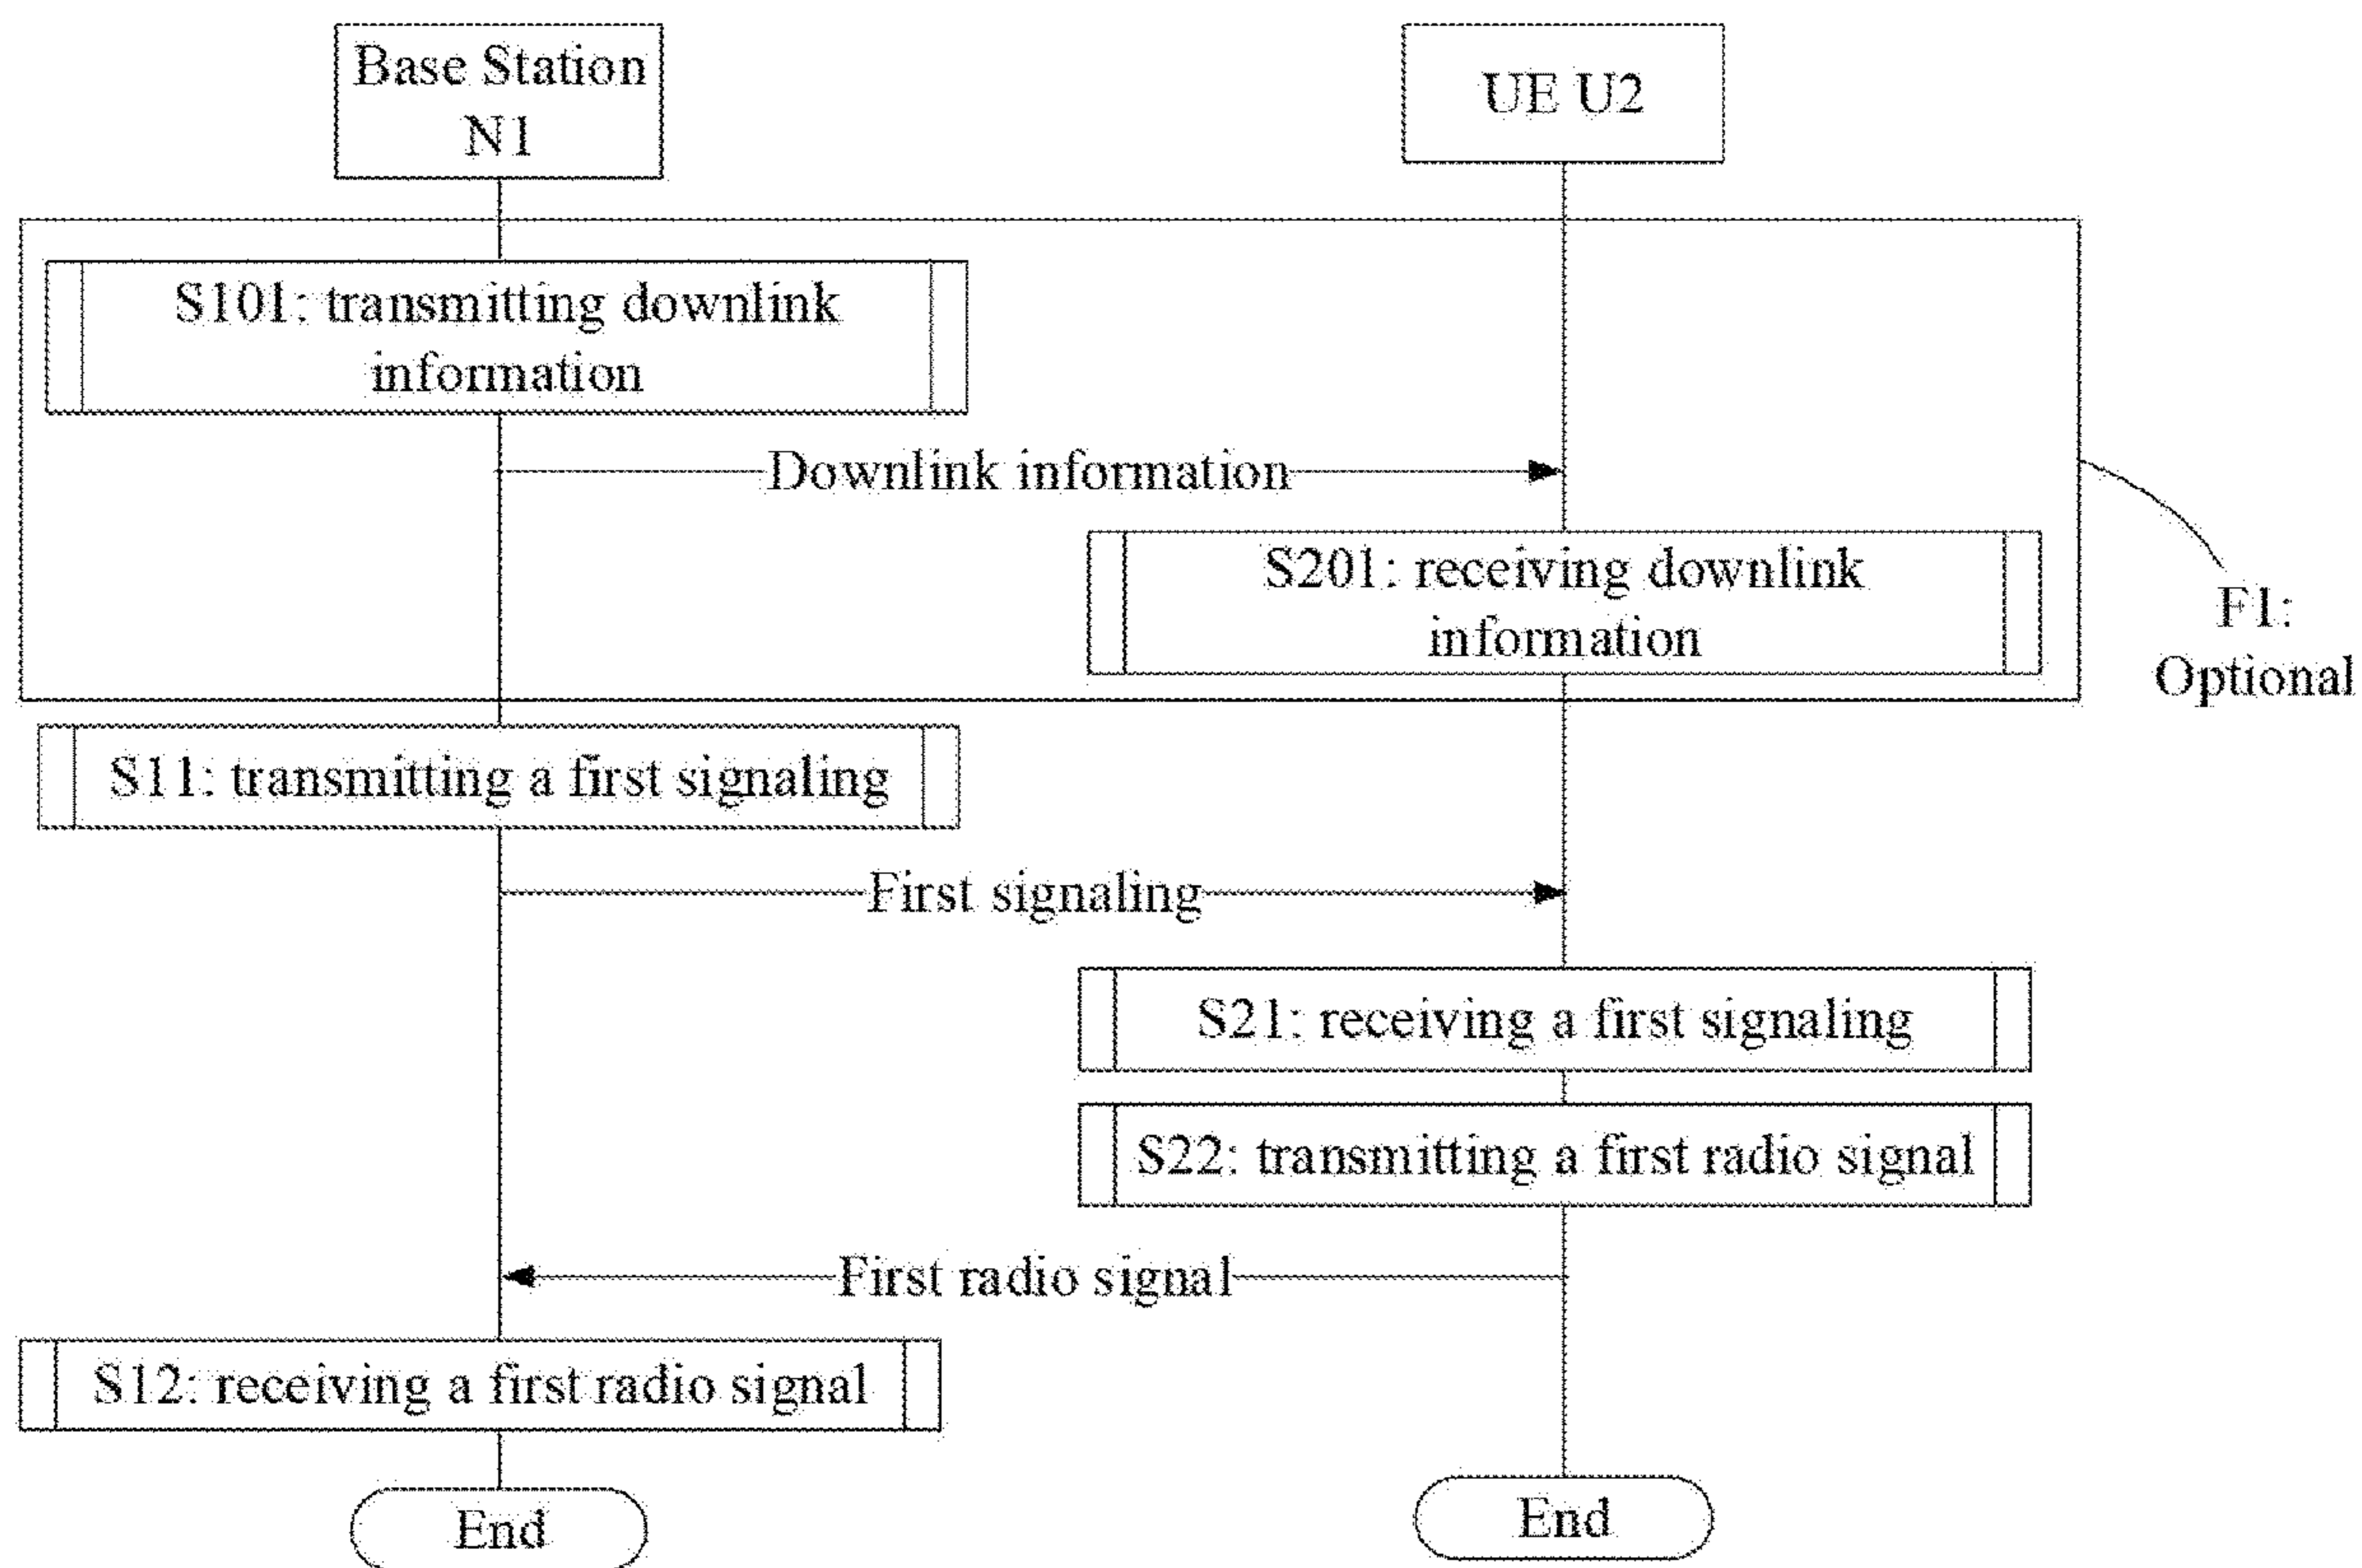 Base Station
N1
UE U2
S101: transmitting downlink
information
Downlink information
S201: receiving downlink
information
F1:
Optional
S11: transmitting a first signaling
First signaling
S21: receiving a first signaling
S22: transmitting a first radio signal
First radio signal
S12: receiving a first radio signal
End
End